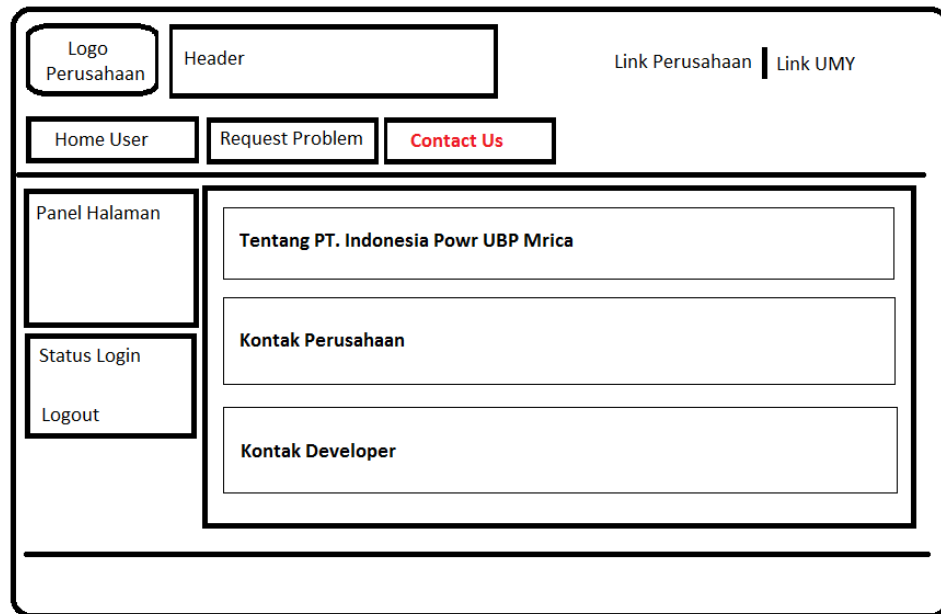 Logo
Perusahaan
Header
Link Perusahaan
Link UMY
Home User
Request Problem
Contact Us
Panel Halaman
Status Login
Logout
Tentang PT. Indonesia Powr UBP Mrica
Kontak Perusahaan
Kontak Developer